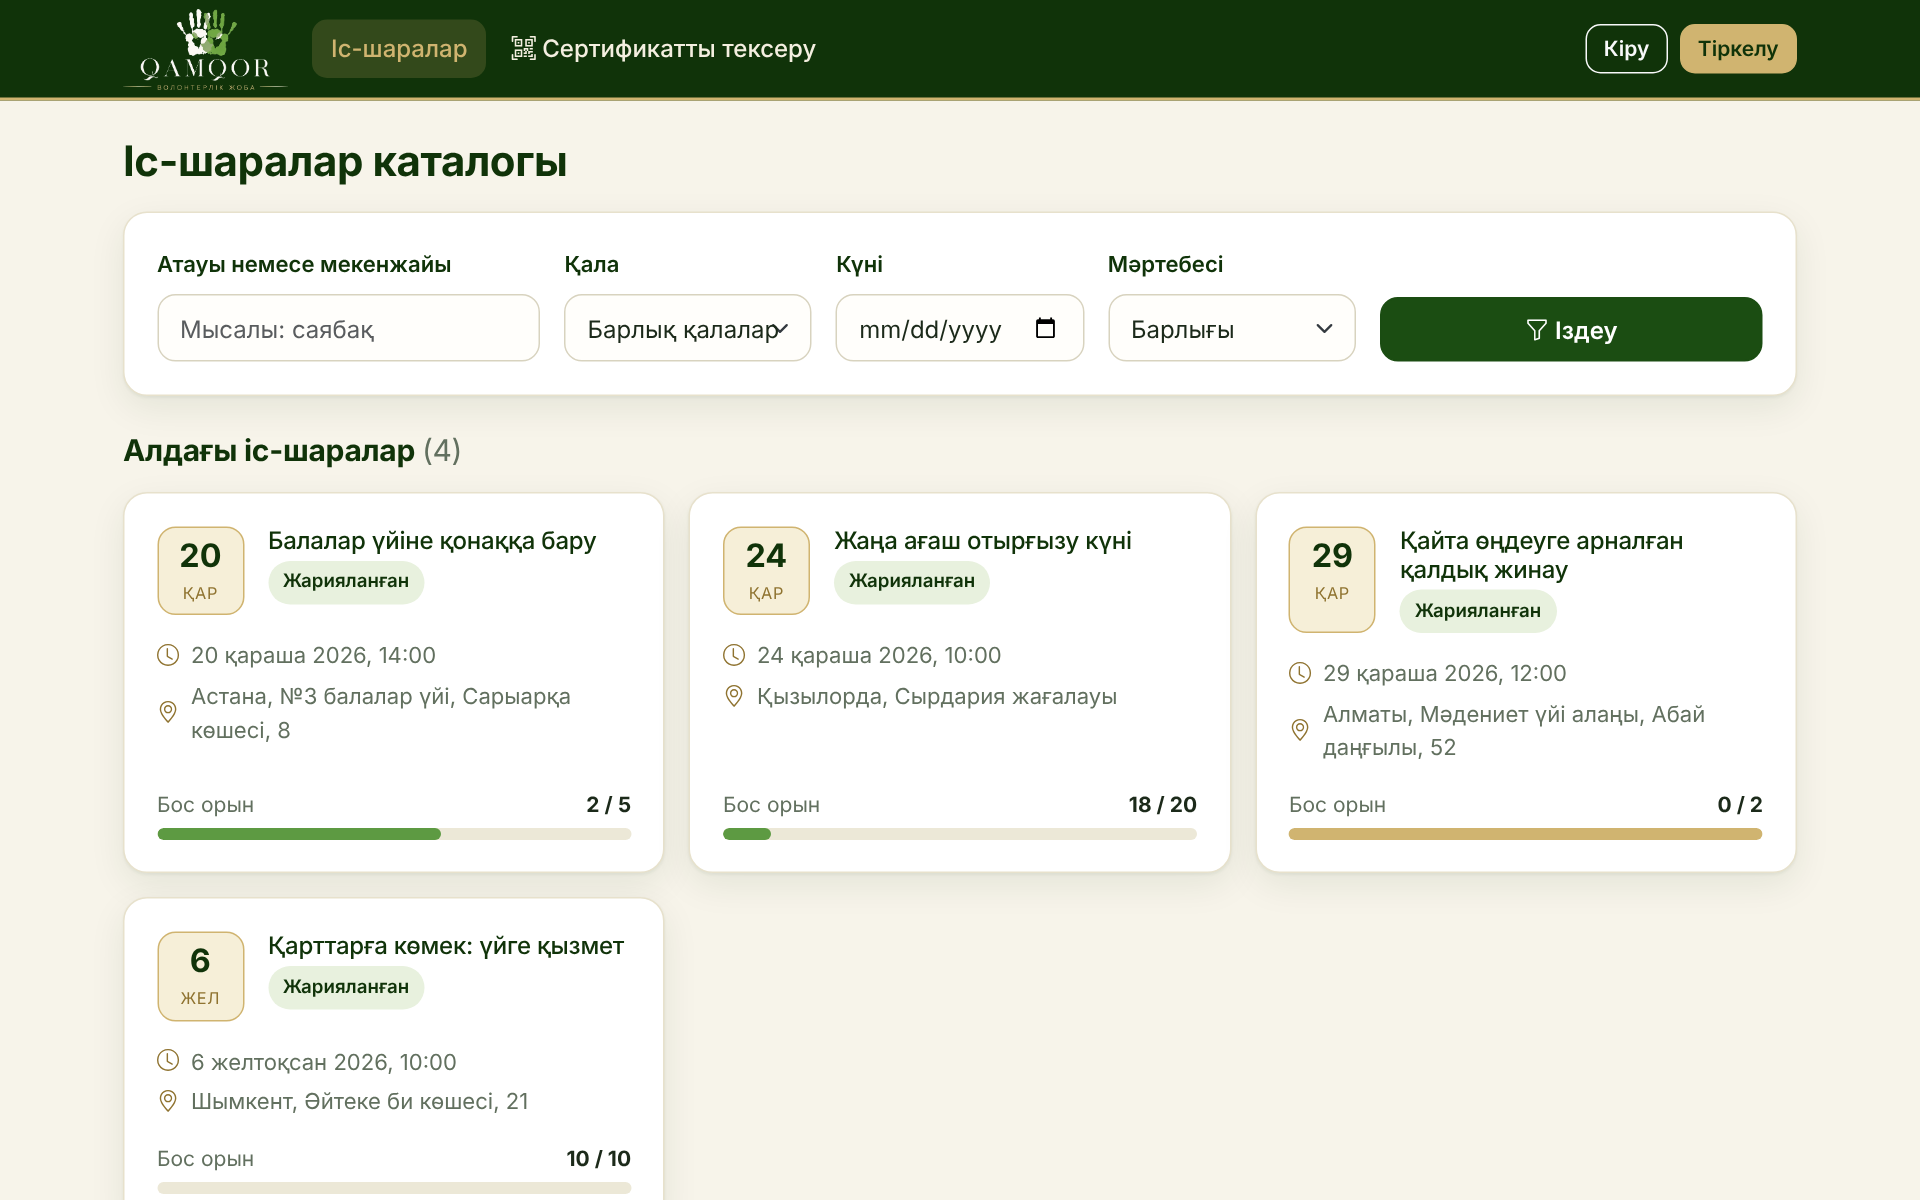 QAMQOR
ВОЛОНТЕРЛІК ЖОБА
Іс-шаралар
Сертификатты тексеру
Кіру
Тіркелу
Іс-шаралар каталогы
Атауы немесе мекенжайы
Қала
Күні
Мәртебесі
Мысалы: саябақ
Барлық қалалар
mm/dd/yyyy
Барлығы
Іздеу
Алдағы іс-шаралар (4)
20
ҚАР
Балалар үйіне қонаққа бару
Жарияланған
20 қараша 2026, 14:00
Астана, №3 балалар үйі, Сарыарқа
көшесі, 8
Бос орын
2 / 5
24
ҚАР
Жаңа ағаш отырғызу күні
Жарияланған
24 қараша 2026, 10:00
Қызылорда, Сырдария жағалауы
Бос орын
18 / 20
29
ҚАР
Қайта өңдеуге арналған
қалдық жинау
Жарияланған
29 қараша 2026, 12:00
Алматы, Мәдениет үйі алаңы, Абай
даңғылы, 52
Бос орын
0 / 2
6
ЖЕЛ
Қарттарға көмек: үйге қызмет
Жарияланған
6 желтоқсан 2026, 10:00
Шымкент, Әйтеке би көшесі, 21
Бос орын
10 / 10